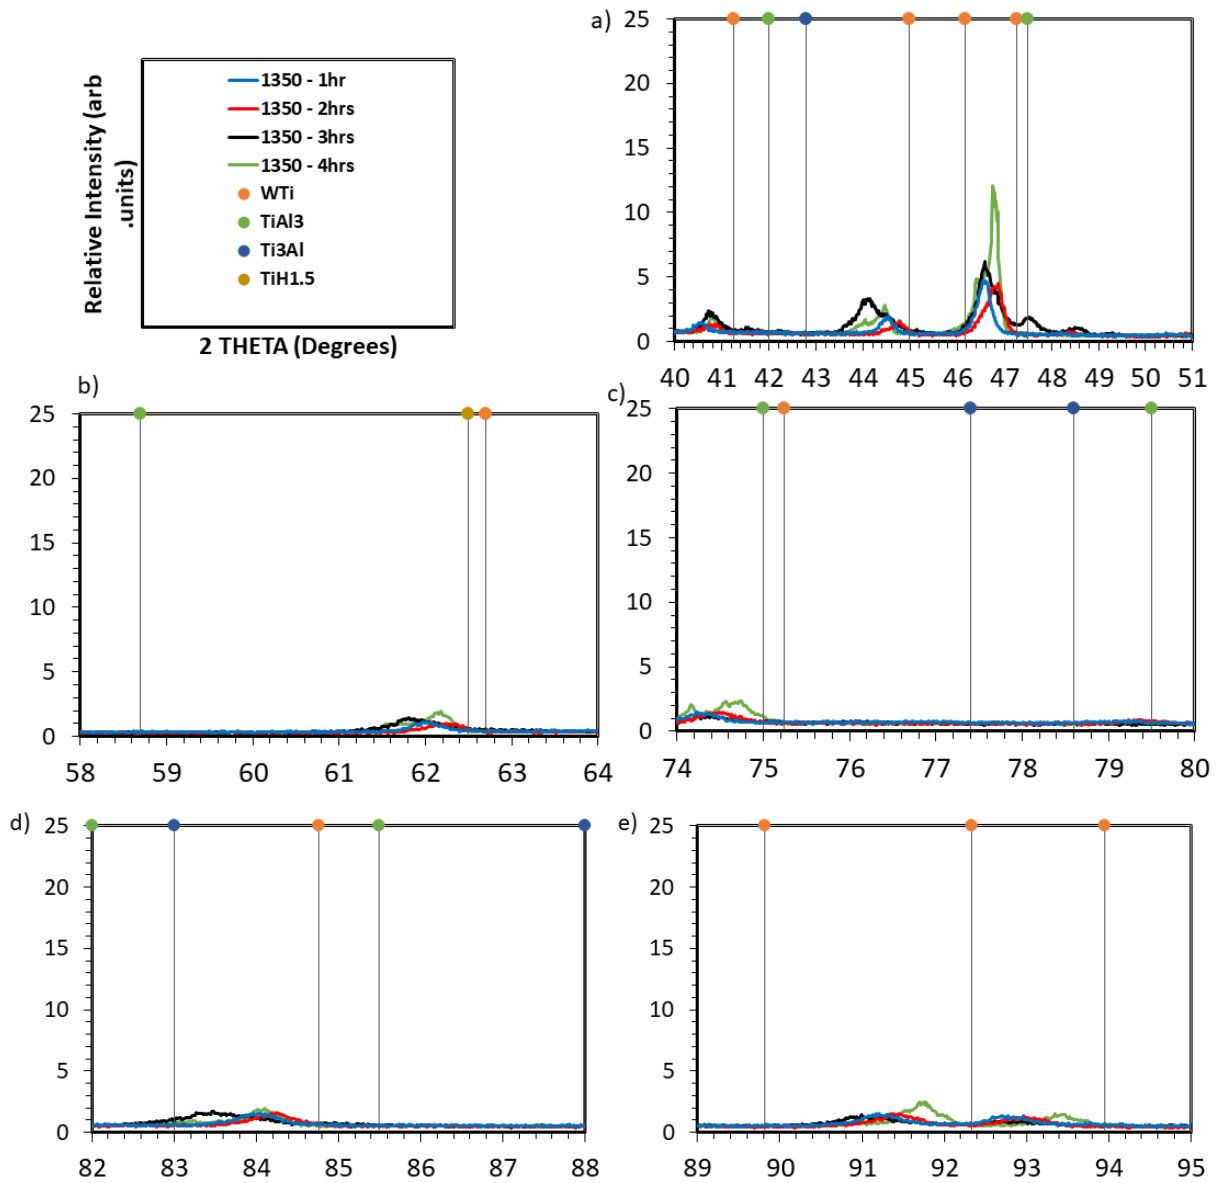 a)
Relative Intensity (arb
.units)
1350 - 1hr
1350 - 2hrs
1350 - 3hrs
1350 - 4hrs
WTi
TiAl3
Ti3Al
TiH1.5
2 THETA (Degrees)
25
20
15
10
5
0
40 41 42 43 44 45 46 47 48 49 50 51
b)
25
20
15
10
5
0
58 59 60 61 62 63 64
c)
25
20
15
10
5
0
74 75 76 77 78 79 80
d)
25
20
15
10
5
0
82 83 84 85 86 87 88
e)
25
20
15
10
5
0
89 90 91 92 93 94 95